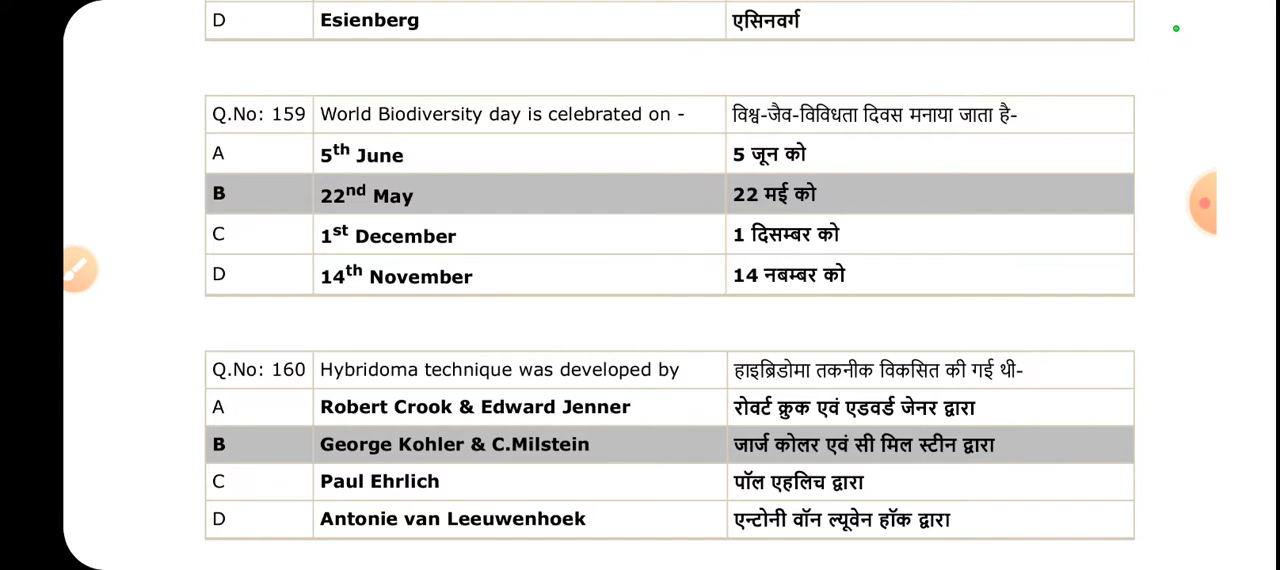 D Esienberg एसिनवर्ग
Q.No: 159 World Biodiversity day is celebrated on - विश्व-जैव-विविधता दिवस मनाया जाता है-
A 5th June 5 जून को
B 22nd May 22 मई को
C 1st December 1 दिसम्बर को
D 14th November 14 नबम्बर को
Q.No: 160 Hybridoma technique was developed by हाइब्रिडोमा तकनीक विकसित की गई थी-
A Robert Crook & Edward Jenner रोवर्ट क्रुक एवं एडवर्ड जेनर द्वारा
B George Kohler & C.Milstein जार्ज कोलर एवं सी मिल स्टीन द्वारा
C Paul Ehrlich पॉल एहलिच द्वारा
D Antonie van Leeuwenhoek एन्टोनी वॉन ल्यूवेन हॉक द्वारा